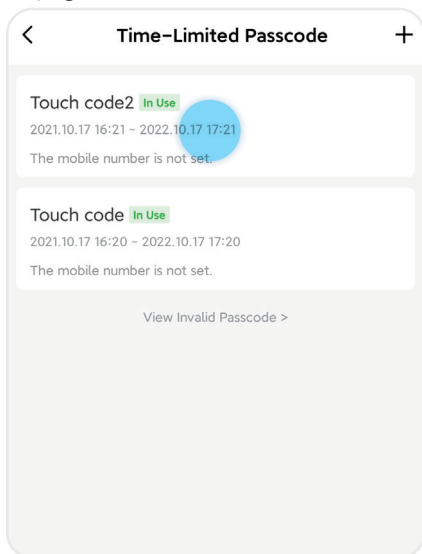 Time-Limited Passcode
Touch code2 In Use
2021.10.17 16:21 ~ 2022.10.17 17:21
The mobile number is not set.
Touch code In Use
2021.10.17 16:20 ~ 2022.10.17 17:20
The mobile number is not set.
View Invalid Passcode >